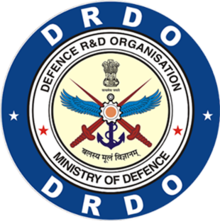 DRDO
DEFENCE R&D ORGANISATION
बलस्य मूलं विज्ञानम्
MINISTRY OF DEFENCE
DRDO